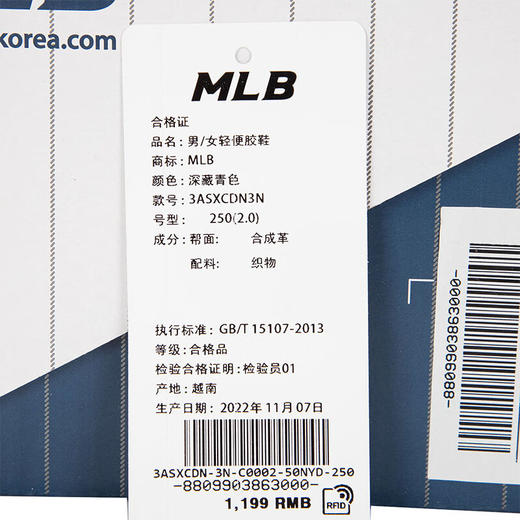 korea.com
MLB
合格证
品名: 男/女轻便胶鞋
商标: MLB
颜色: 深藏青色
款号: 3ASXCDN3N
号型: 250(2.0)
成分: 帮面: 合成革
配料: 织物
执行标准: GB/T 15107-2013
等级: 合格品
检验合格证明: 检验员01
产地: 越南
生产日期: 2022年11月07日
3ASXCDN-3N-C0002-50NYD-250
-8809903863000-
1,199 RMB
RFID
-8809903863000-